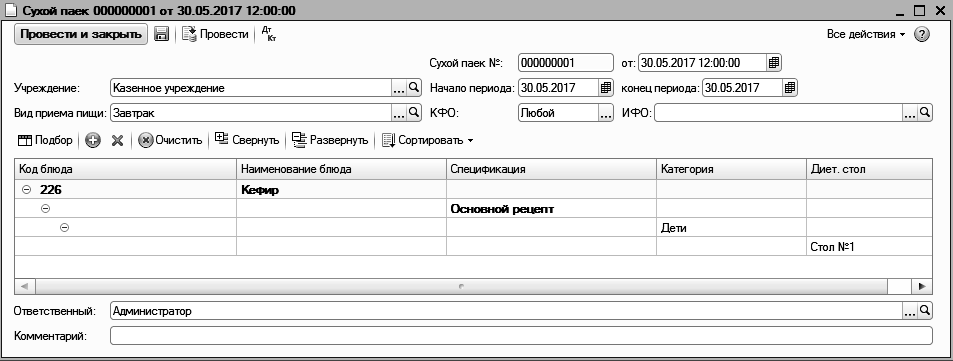 Сухой паек 000000001 от 30.05.2017 12:00:00
Провести и закрыть Провести Дт Кт Все действия ?
Сухой паек №: 000000001 от: 30.05.2017 12:00:00
Учреждение: Казенное учреждение ... Начало периода: 30.05.2017 конец периода: 30.05.2017
Вид приема пищи: Завтрак ... КФО: Любой ... ИФО: ...
Подбор Очистить Свернуть Развернуть Сортировать
Код блюда Наименование блюда Спецификация Категория Диет. стол
226 Кефир
Основной рецепт
Дети
Стол №1
Ответственный: Администратор ...
Комментарий: